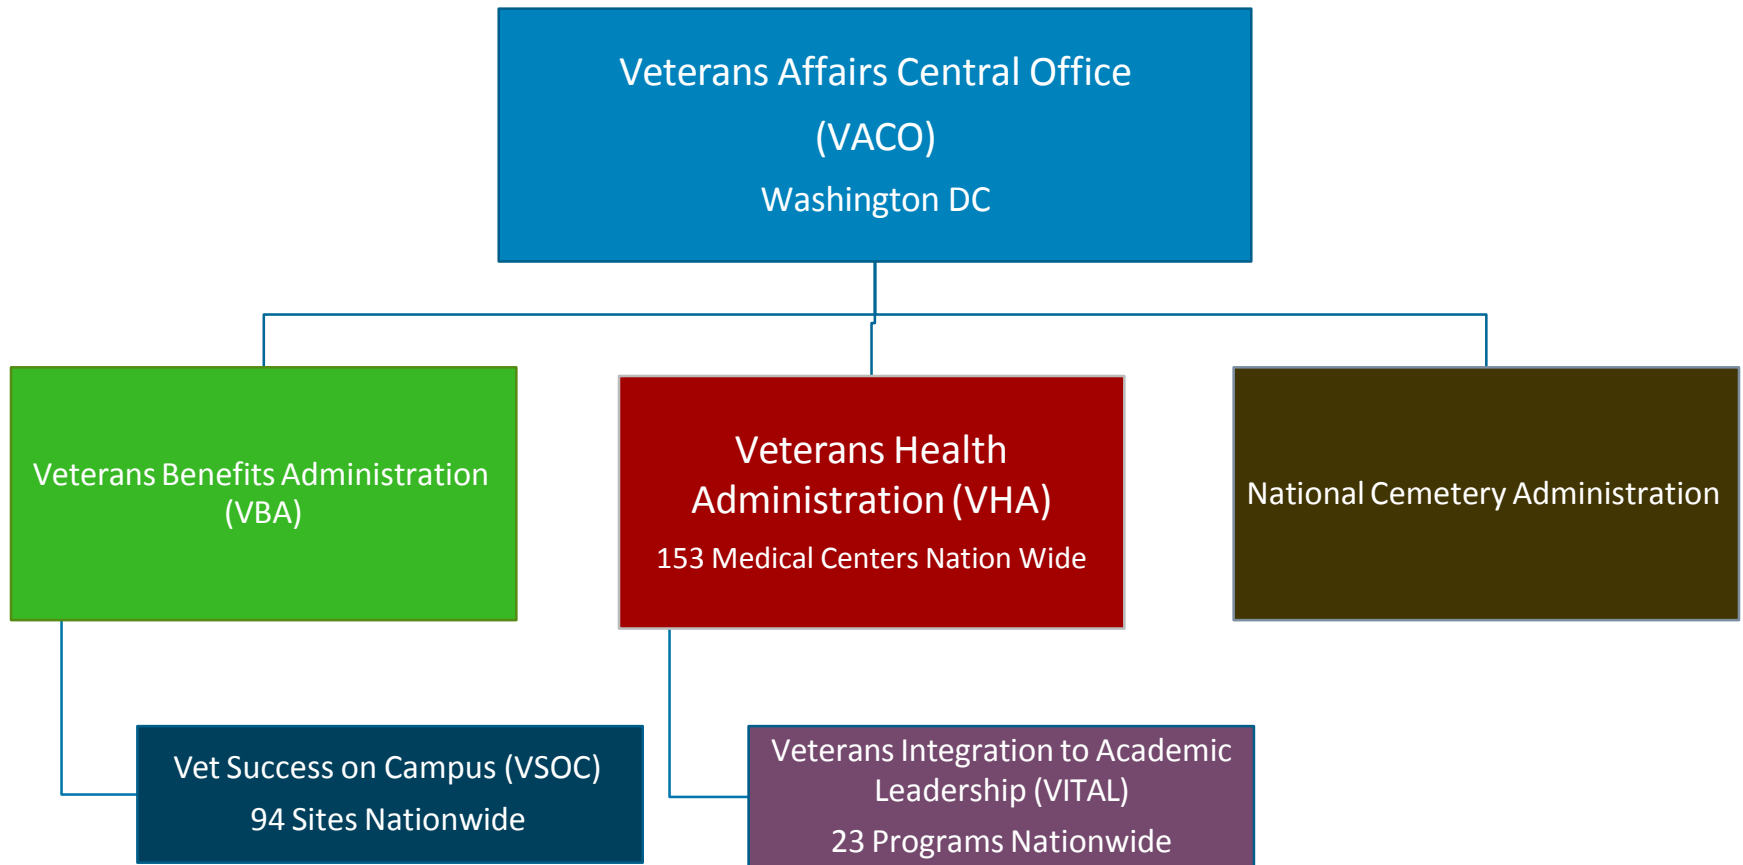 Veterans Affairs Central Office
(VACO)
Washington DC
Veterans Benefits Administration
(VBA)
Veterans Health
Administration (VHA)
153 Medical Centers Nation Wide
National Cemetery Administration
Vet Success on Campus (VSOC)
94 Sites Nationwide
Veterans Integration to Academic
Leadership (VITAL)
23 Programs Nationwide